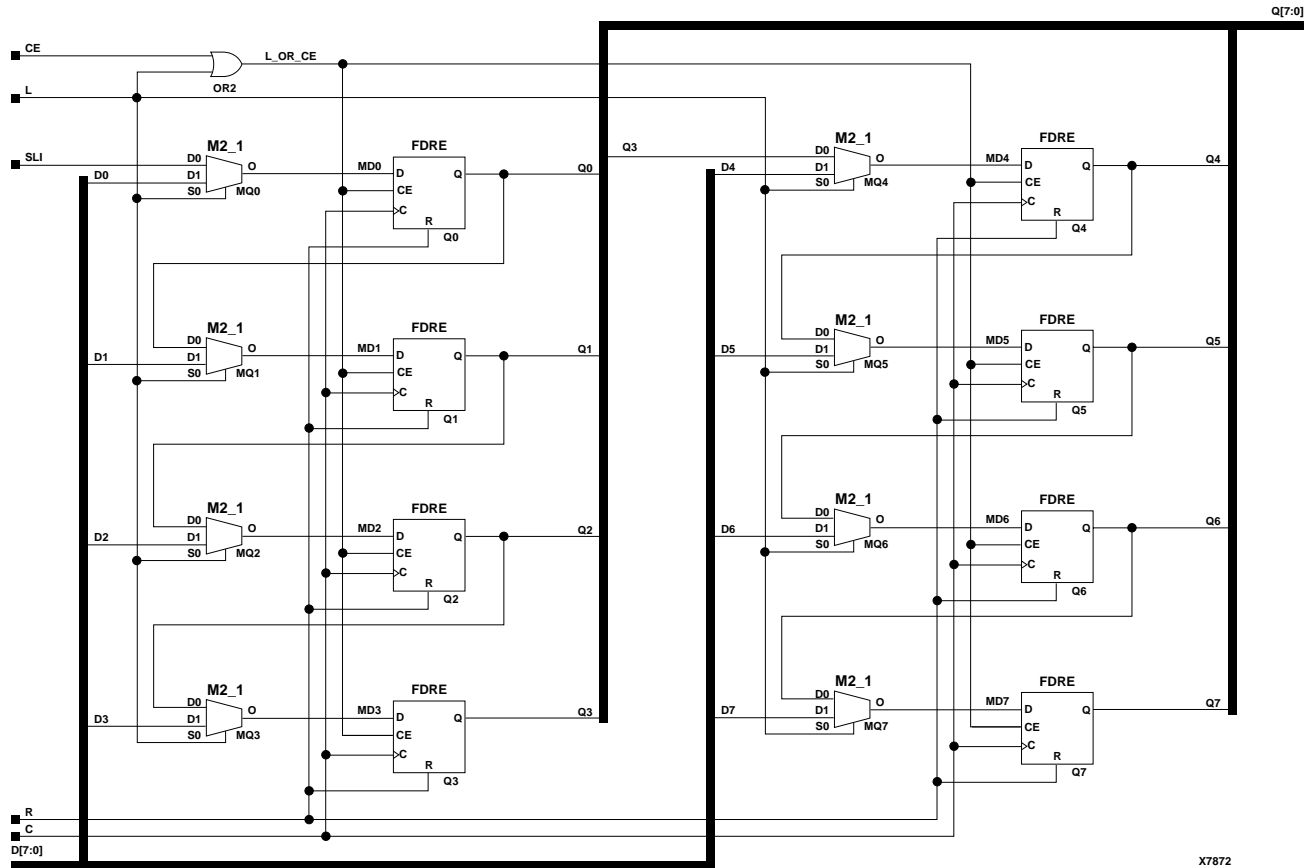 Q[7:0]
CE
L_OR_CE
OR2
L
SLI
M2_1
D0
D0
D1
S0
O
MQ0
MD0
FDRE
D
CE
C
R
Q
Q0
Q0
M2_1
D1
D0
D1
S0
O
MQ1
MD1
FDRE
D
CE
C
R
Q
Q1
Q1
M2_1
D2
D0
D1
S0
O
MQ2
MD2
FDRE
D
CE
C
R
Q
Q2
Q2
M2_1
D3
D0
D1
S0
O
MQ3
MD3
FDRE
D
CE
C
R
Q
Q3
Q3
Q3
M2_1
D4
D0
D1
S0
O
MQ4
MD4
FDRE
D
CE
C
R
Q
Q4
Q4
M2_1
D5
D0
D1
S0
O
MQ5
MD5
FDRE
D
CE
C
R
Q
Q5
Q5
M2_1
D6
D0
D1
S0
O
MQ6
MD6
FDRE
D
CE
C
R
Q
Q6
Q6
M2_1
D7
D0
D1
S0
O
MQ7
MD7
FDRE
D
CE
C
R
Q
Q7
Q7
R
C
D[7:0]
X7872